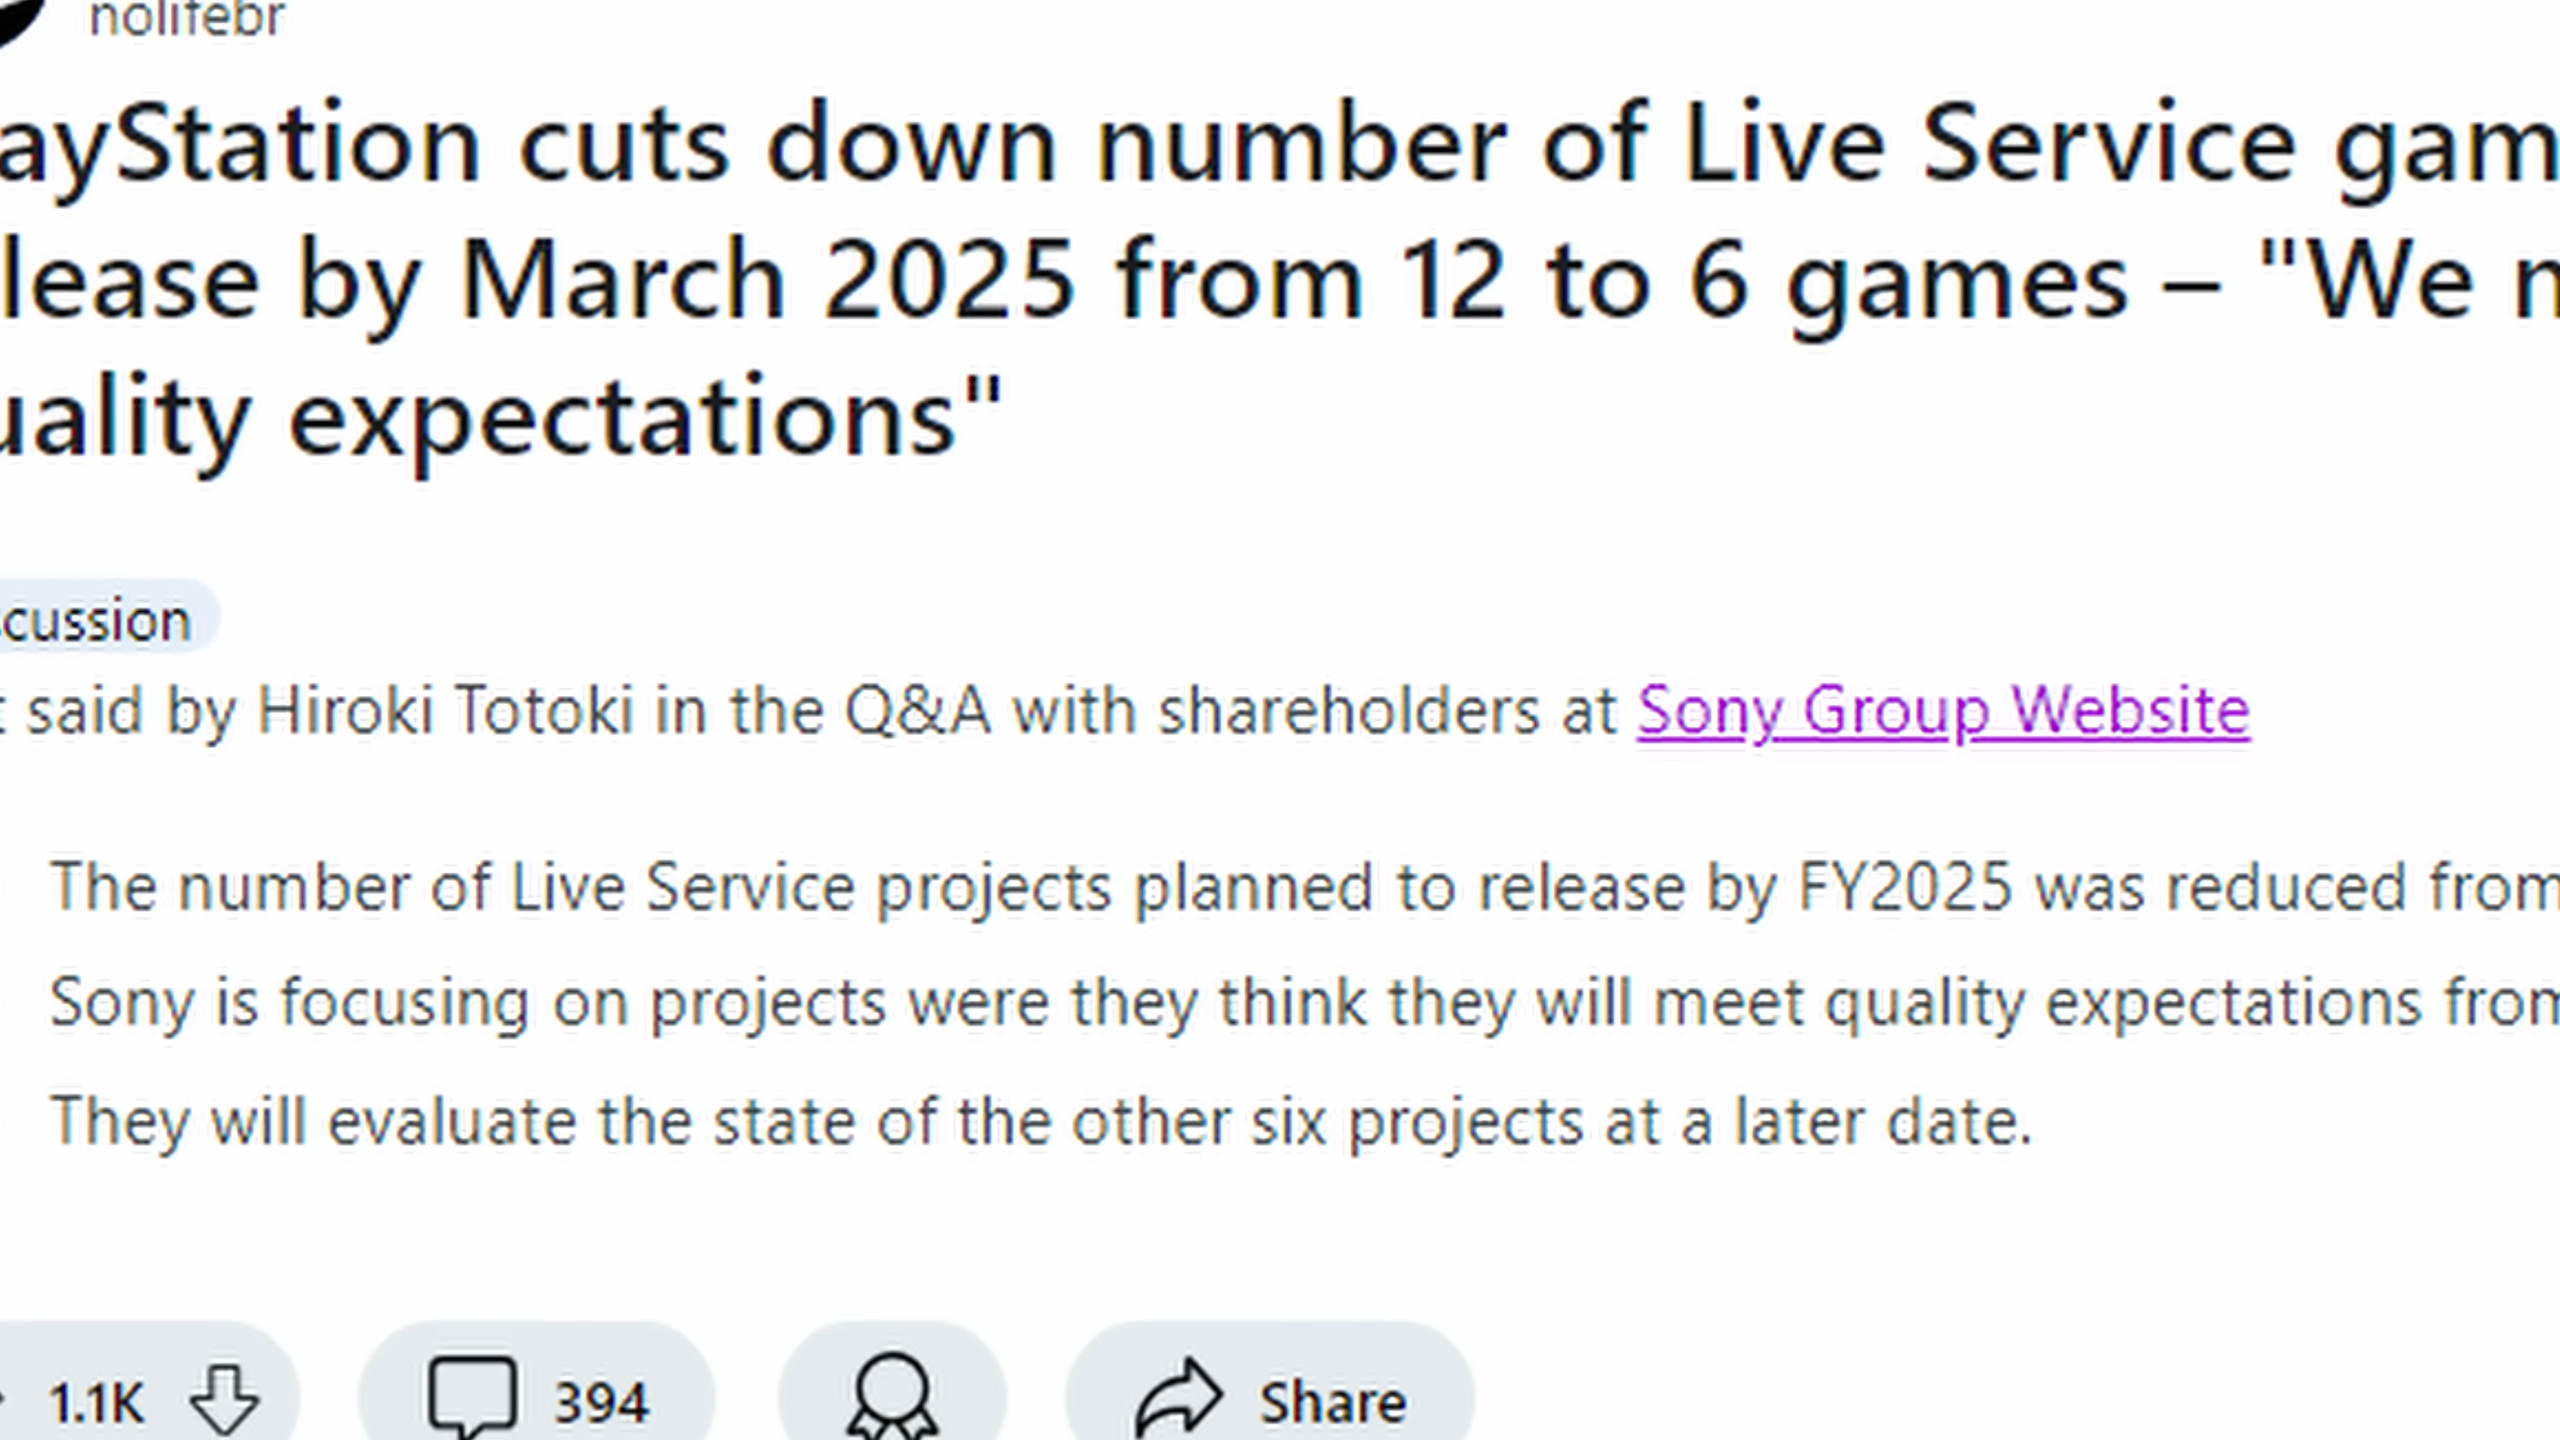 nolifebr
ayStation cuts down number of Live Service gam
lease by March 2025 from 12 to 6 games – "We n
uality expectations"
cussion
t said by Hiroki Totoki in the Q&A with shareholders at Sony Group Website
The number of Live Service projects planned to release by FY2025 was reduced from
Sony is focusing on projects were they think they will meet quality expectations from
They will evaluate the state of the other six projects at a later date.
1.1K 394 Share